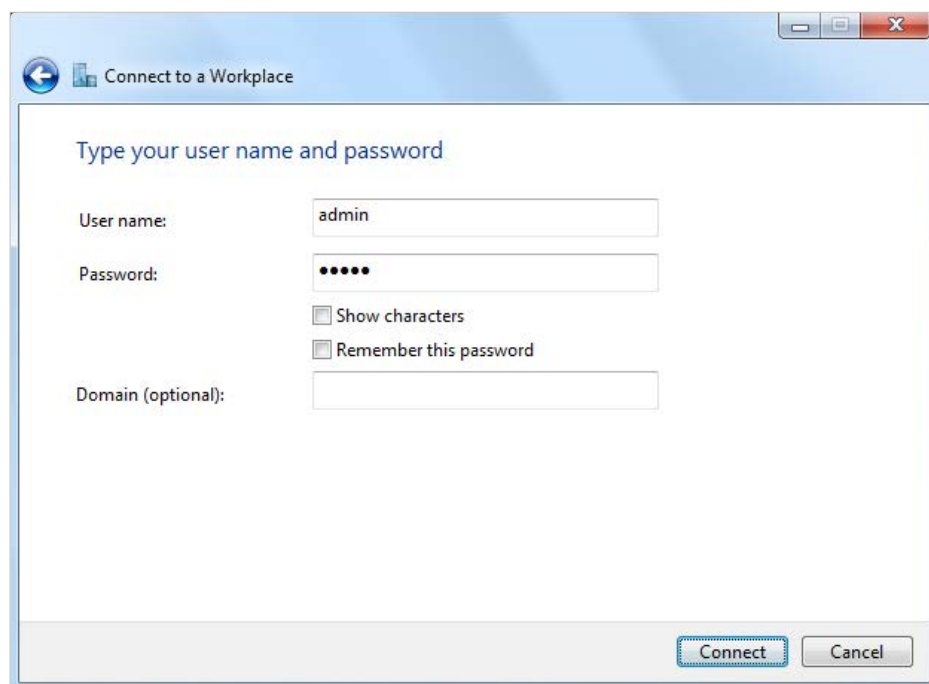 Connect to a Workplace
Type your user name and password
User name:
admin
Password:
•••••
Show characters
Remember this password
Domain (optional):
Connect
Cancel